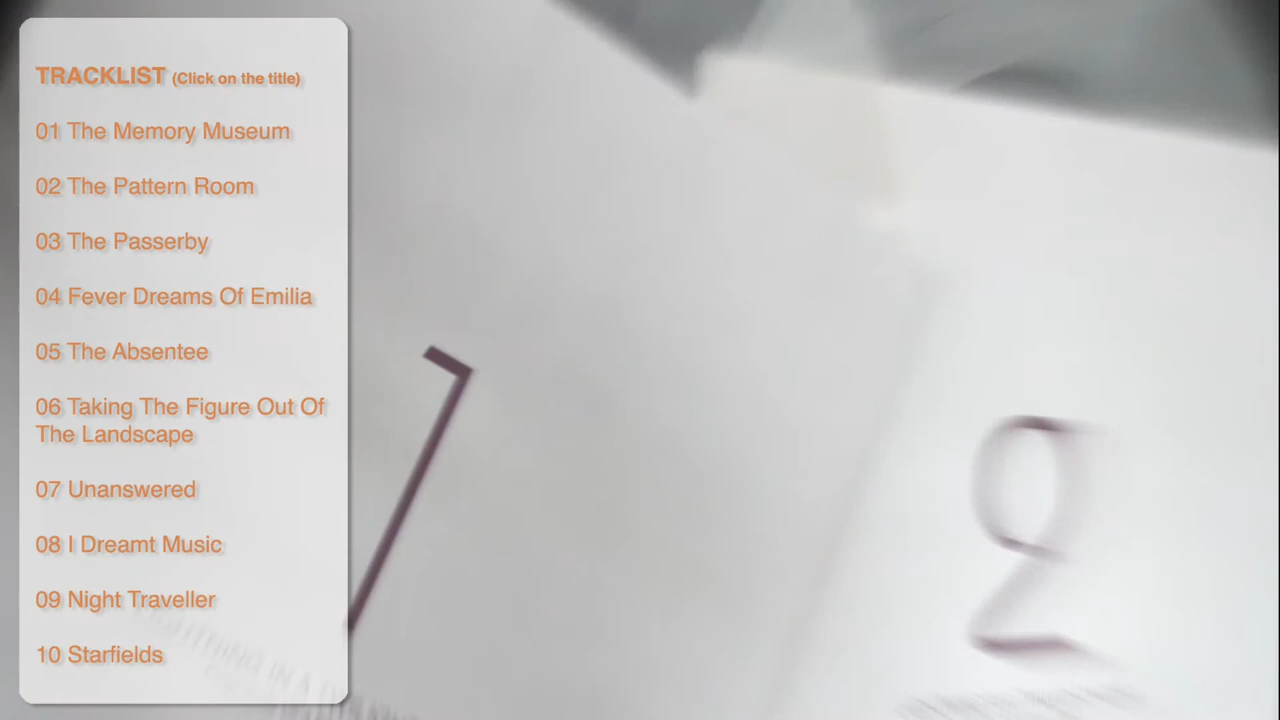 TRACKLIST (Click on the title)
01 The Memory Museum
02 The Pattern Room
03 The Passerby
04 Fever Dreams Of Emilia
05 The Absentee
06 Taking The Figure Out Of
The Landscape
07 Unanswered
08 I Dreamt Music
09 Night Traveller
10 Starfields
1
2